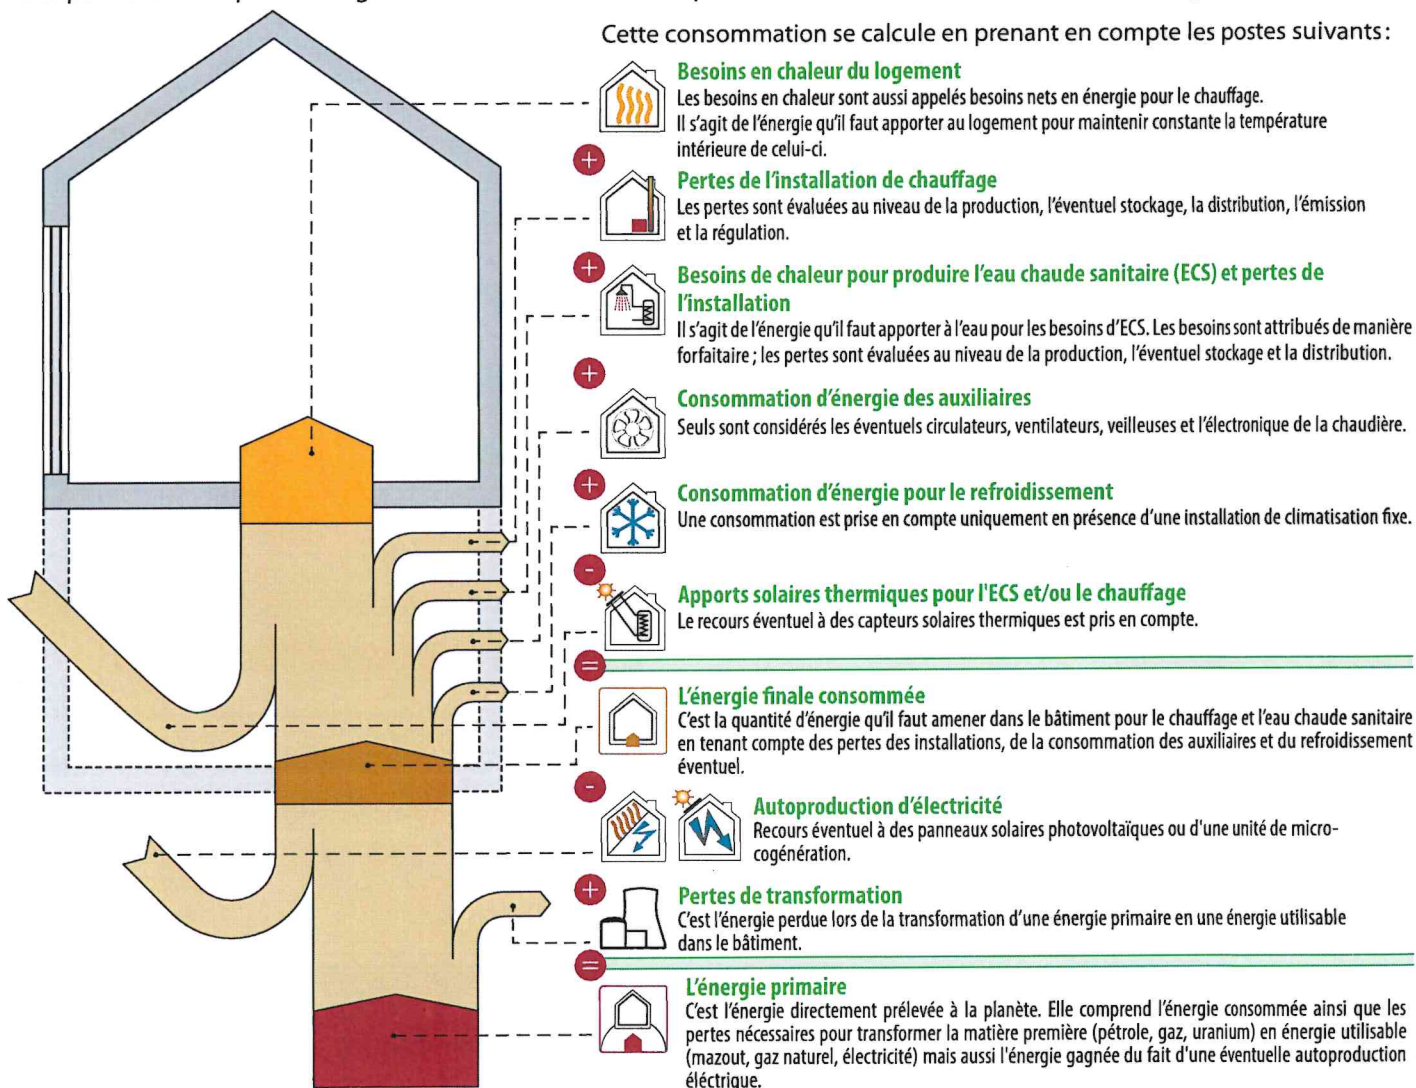 Cette consommation se calcule en prenant en compte les postes suivants:
Besoins en chaleur du logement
Les besoins en chaleur sont aussi appelés besoins nets en énergie pour le chauffage.
Il s'agit de l'énergie qu'il faut apporter au logement pour maintenir constante la température
intérieure de celui-ci.
+
Pertes de l'installation de chauffage
Les pertes sont évaluées au niveau de la production, l'éventuel stockage, la distribution, l'émission
et la régulation.
+
Besoins de chaleur pour produire l'eau chaude sanitaire (ECS) et pertes de
l'installation
Il s'agit de l'énergie qu'il faut apporter à l'eau pour les besoins d'ECS. Les besoins sont attribués de manière
forfaitaire ; les pertes sont évaluées au niveau de la production, l'éventuel stockage et la distribution.
+
Consommation d'énergie des auxiliaires
Seuls sont considérés les éventuels circulateurs, ventilateurs, veilleuses et l'électronique de la chaudière.
+
Consommation d'énergie pour le refroidissement
Une consommation est prise en compte uniquement en présence d'une installation de climatisation fixe.
-
Apports solaires thermiques pour l'ECS et/ou le chauffage
Le recours éventuel à des capteurs solaires thermiques est pris en compte.
=
L'énergie finale consommée
C'est la quantité d'énergie qu'il faut amener dans le bâtiment pour le chauffage et l'eau chaude sanitaire
en tenant compte des pertes des installations, de la consommation des auxiliaires et du refroidissement
éventuel.
-
Autoproduction d'électricité
Recours éventuel à des panneaux solaires photovoltaïques ou d'une unité de micro-
cogénération.
+
Pertes de transformation
C'est l'énergie perdue lors de la transformation d'une énergie primaire en une énergie utilisable
dans le bâtiment.
=
L'énergie primaire
C'est l'énergie directement prélevée à la planète. Elle comprend l'énergie consommée ainsi que les
pertes nécessaires pour transformer la matière première (pétrole, gaz, uranium) en énergie utilisable
(mazout, gaz naturel, électricité) mais aussi l'énergie gagnée du fait d'une éventuelle autoproduction
éléctrique.